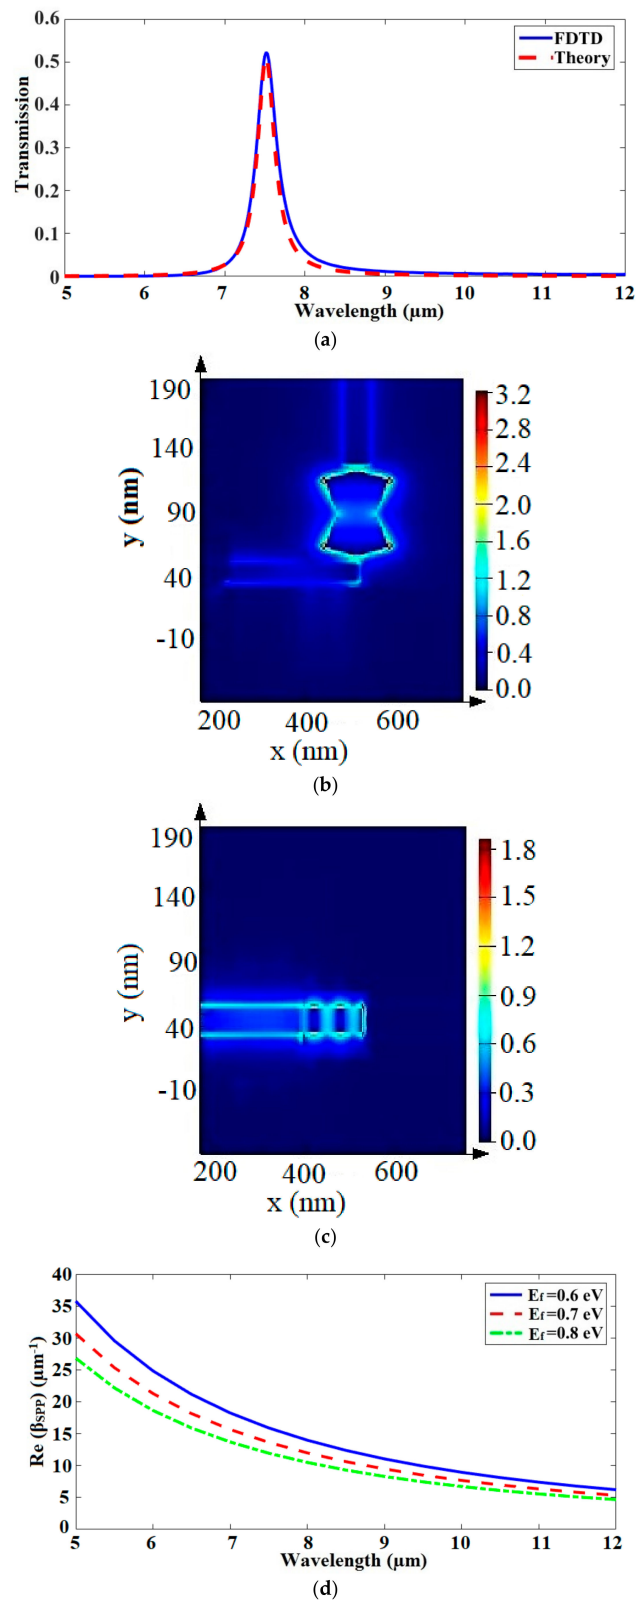 0.6
0.5
0.4
0.3
0.2
0.1
0
Transmission
FDTD
Theory
5 6 7 8 9 10 11 12
Wavelength (µm)
(a)
190
140
90
40
-10
y (nm)
200 400 600
x (nm)
3.2
2.8
2.4
2.0
1.6
1.2
0.8
0.4
0.0
(b)
190
140
90
40
-10
y (nm)
200 400 600
x (nm)
1.8
1.5
1.2
0.9
0.6
0.3
0.0
(c)
40
35
30
25
20
15
10
5
0
Re (βSPP) (µm-1)
Ef=0.6 eV
Ef=0.7 eV
Ef=0.8 eV
5 6 7 8 9 10 11 12
Wavelength (µm)
(d)